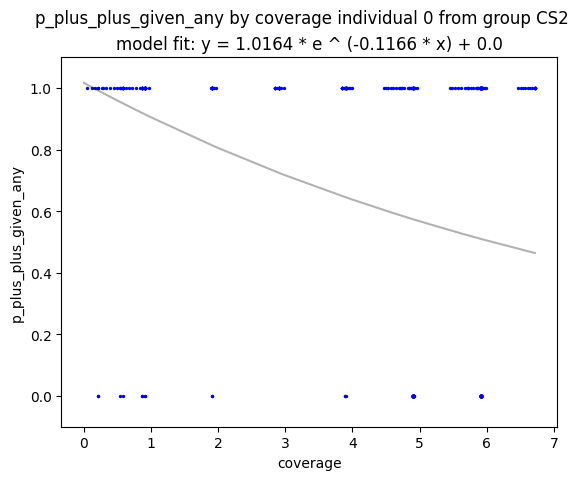 p_plus_plus_given_any by coverage individual 0 from group CS2
model fit: y = 1.0164 * e ^ (-0.1166 * x) + 0.0
p_plus_plus_given_any
1.0
0.8
0.6
0.4
0.2
0.0
0 1 2 3 4 5 6 7
coverage